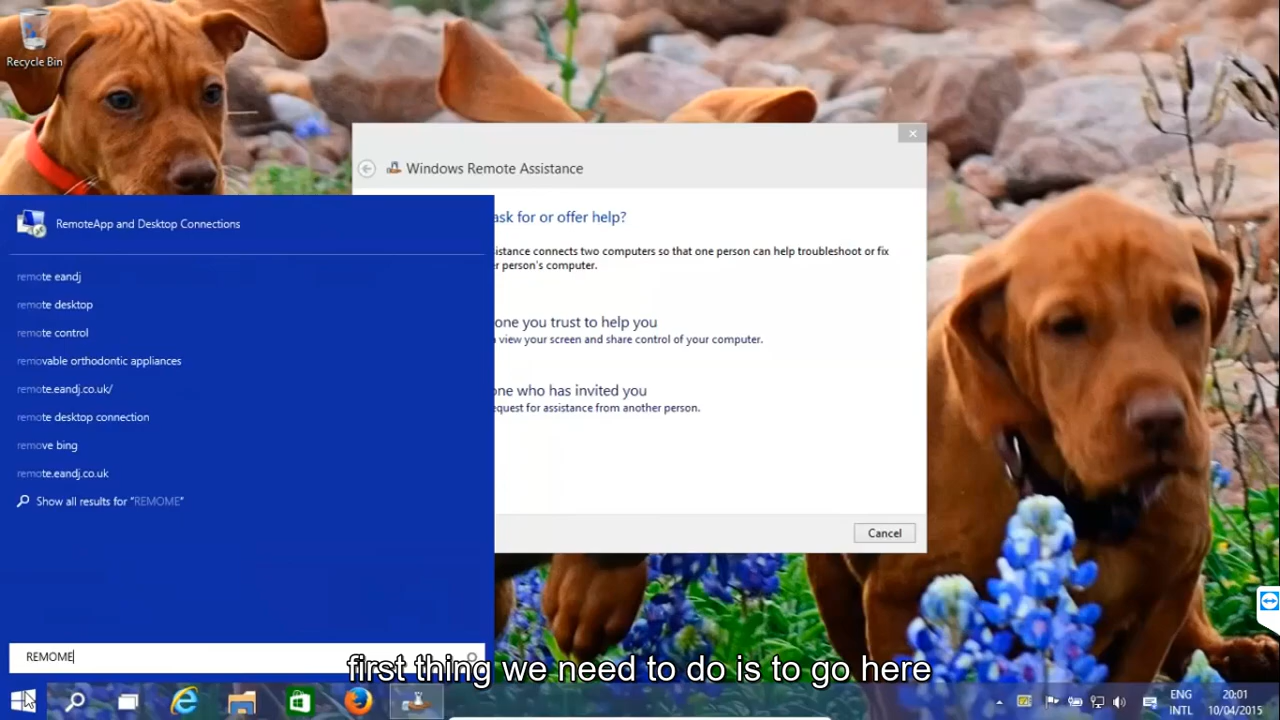 Recycle Bin
Windows Remote Assistance
ask for or offer help?
istance connects two computers so that one person can help troubleshoot or fix
r person's computer.
one you trust to help you
view your screen and share control of your computer.
one who has invited you
equest for assistance from another person.
Cancel
RemoteApp and Desktop Connections
remote eandj
remote desktop
remote control
removable orthodontic appliances
remote.eandj.co.uk/
remote desktop connection
remove bing
remote.eandj.co.uk
Show all results for "REMOME"
REMOME
first thing we need to do is to go here
ENG
INTL
20:01
10/04/2015